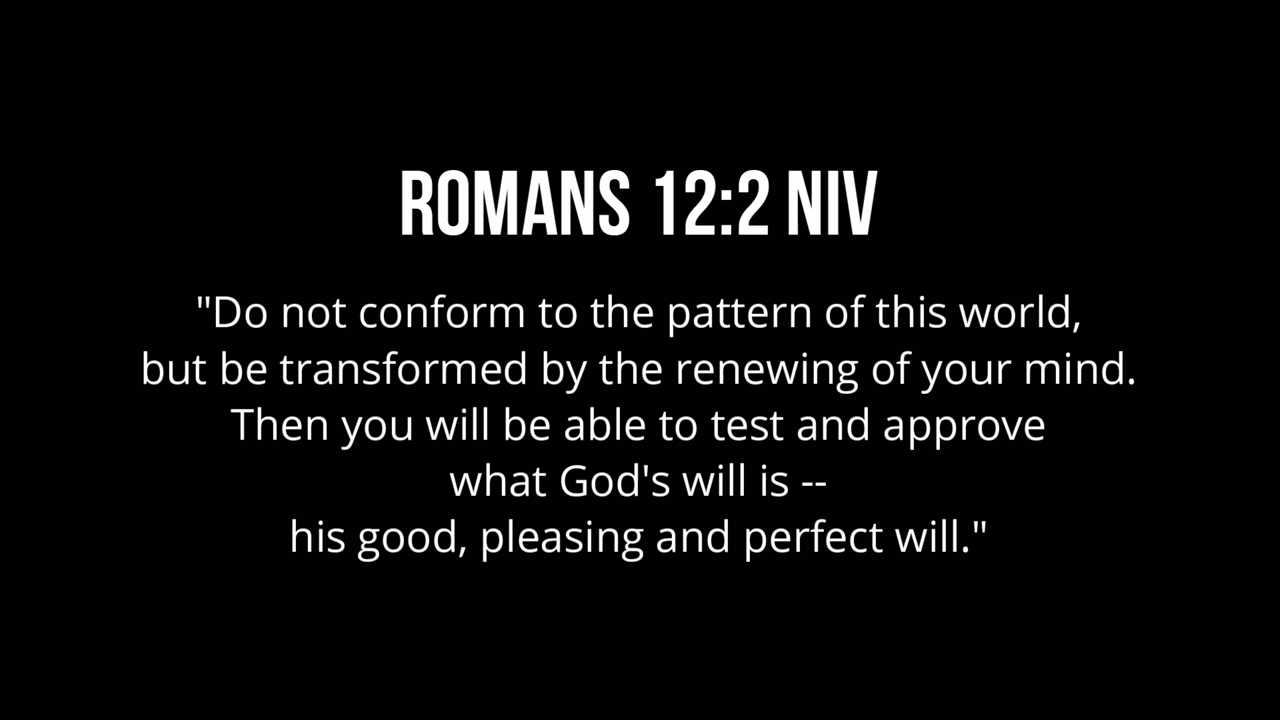 ROMANS 12:2 NIV
"Do not conform to the pattern of this world,
but be transformed by the renewing of your mind.
Then you will be able to test and approve
what God's will is --
his good, pleasing and perfect will."